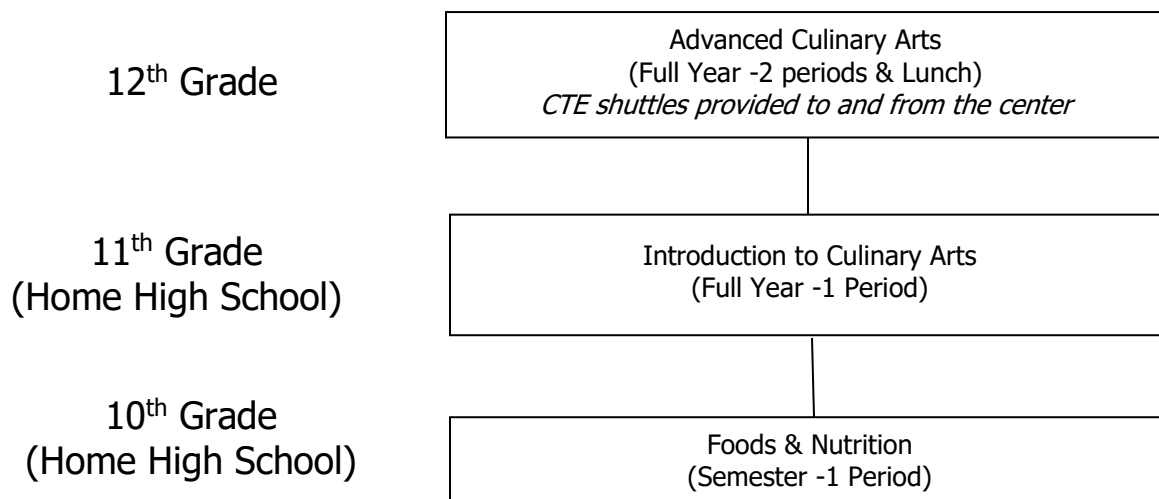 12th Grade
Advanced Culinary Arts
(Full Year -2 periods & Lunch)
CTE shuttles provided to and from the center
11th Grade
(Home High School)
Introduction to Culinary Arts
(Full Year -1 Period)
10th Grade
(Home High School)
Foods & Nutrition
(Semester -1 Period)